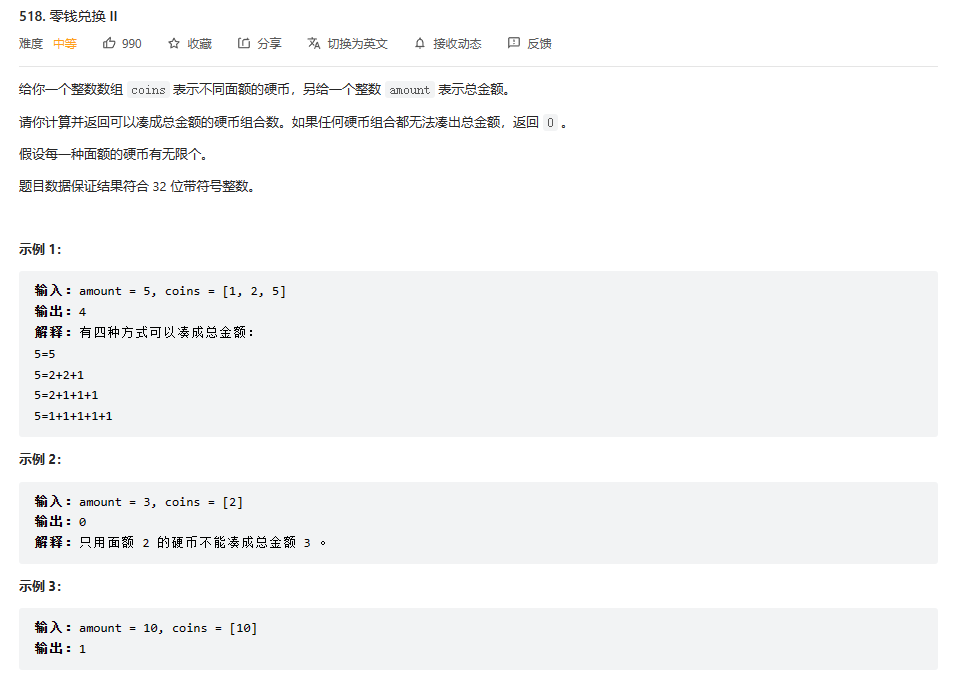 518. 零钱兑换 II
难度 中等 990 收藏 分享 切换为英文 接收动态 反馈
给你一个整数数组 coins 表示不同面额的硬币，另给一个整数 amount 表示总金额。
请你计算并返回可以凑成总金额的硬币组合数。如果任何硬币组合都无法凑出总金额，返回 0 。
假设每一种面额的硬币有无限个。
题目数据保证结果符合 32 位带符号整数。
示例 1：
输入：amount = 5, coins = [1, 2, 5]
输出：4
解释：有四种方式可以凑成总金额：
5=5
5=2+2+1
5=2+1+1+1
5=1+1+1+1+1
示例 2：
输入：amount = 3, coins = [2]
输出：0
解释：只用面额 2 的硬币不能凑成总金额 3 。
示例 3：
输入：amount = 10, coins = [10]
输出：1